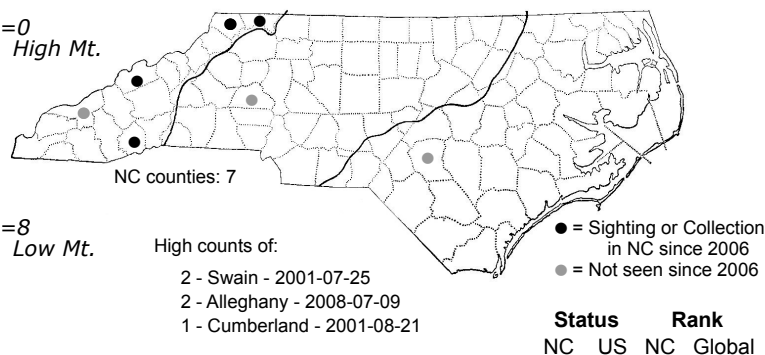 =0
High Mt.
NC counties: 7
=8
Low Mt.
High counts of:
2 - Swain - 2001-07-25
2 - Alleghany - 2008-07-09
1 - Cumberland - 2001-08-21
= Sighting or Collection
in NC since 2006
= Not seen since 2006
Status Rank
NC US NC Global